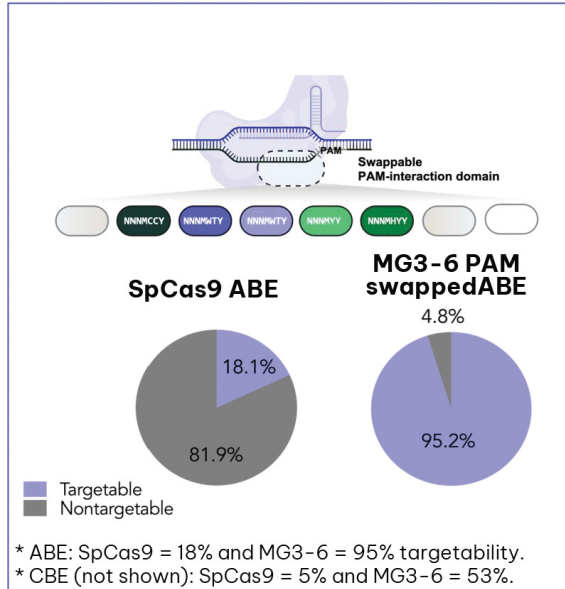 PAM
Swappable
PAM-interaction domain
NNNMCCY NNNMWTY NNNMWTY NNNMYY NNNMHYY
SpCas9 ABE
MG3-6 PAM
swappedABE
4.8%
18.1%
81.9%
95.2%
Targetable
Nontargetable
* ABE: SpCas9 = 18% and MG3-6 = 95% targetability.
* CBE (not shown): SpCas9 = 5% and MG3-6 = 53%.